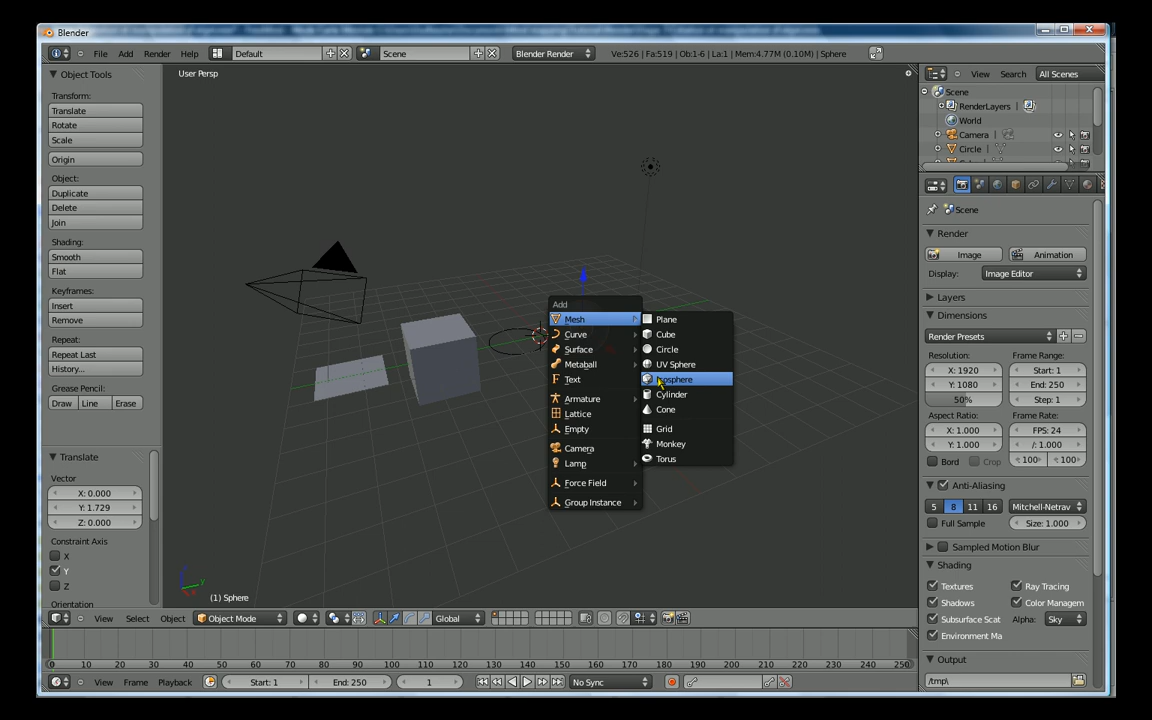 Blender
File Add Render Help Default Scene Blender Render Ve:526 | Fa:519 | Ob:1-6 | La:1 | Mem:4.77M (0.10M) | Sphere
Object Tools
Transform:
Translate
Rotate
Scale
Origin
Object:
Duplicate
Delete
Join
Shading:
Smooth
Flat
Keyframes:
Insert
Remove
Repeat:
Repeat Last
History...
Grease Pencil:
Draw Line Erase
Translate
Vector
X: 0.000
Y: 1.729
Z: 0.000
Constraint Axis
X
Y
Z
Orientation
User Persp
Add
Mesh
Curve
Surface
Metaball
Text
Armature
Lattice
Empty
Camera
Lamp
Force Field
Group Instance
Plane
Cube
Circle
UV Sphere
Icosphere
Cylinder
Cone
Grid
Monkey
Torus
(1) Sphere
View Select Object Object Mode Global
0 10 20 30 40 50 60 70 80 90 100 110 120 130 140 150 160 170 180 190 200 210 220 230 240 250
View Frame Playback Start: 1 End: 250 1 No Sync
View Search All Scenes
Scene
RenderLayers |
World
Camera |
Circle |
Scene
Render
Image Animation
Display: Image Editor
Layers
Dimensions
Render Presets
Resolution: Frame Range:
X: 1920 Start: 1
Y: 1080 End: 250
50% Step: 1
Aspect Ratio: Frame Rate:
X: 1.000 FPS: 24
Y: 1.000 /: 1.000
Bord Crop : 100 : 100
Anti-Aliasing
5 8 11 16 Mitchell-Netrav
Full Sample Size: 1.000
Sampled Motion Blur
Shading
Textures Ray Tracing
Shadows Color Managem
Subsurface Scat Alpha: Sky
Environment Ma
Output
/tmp\